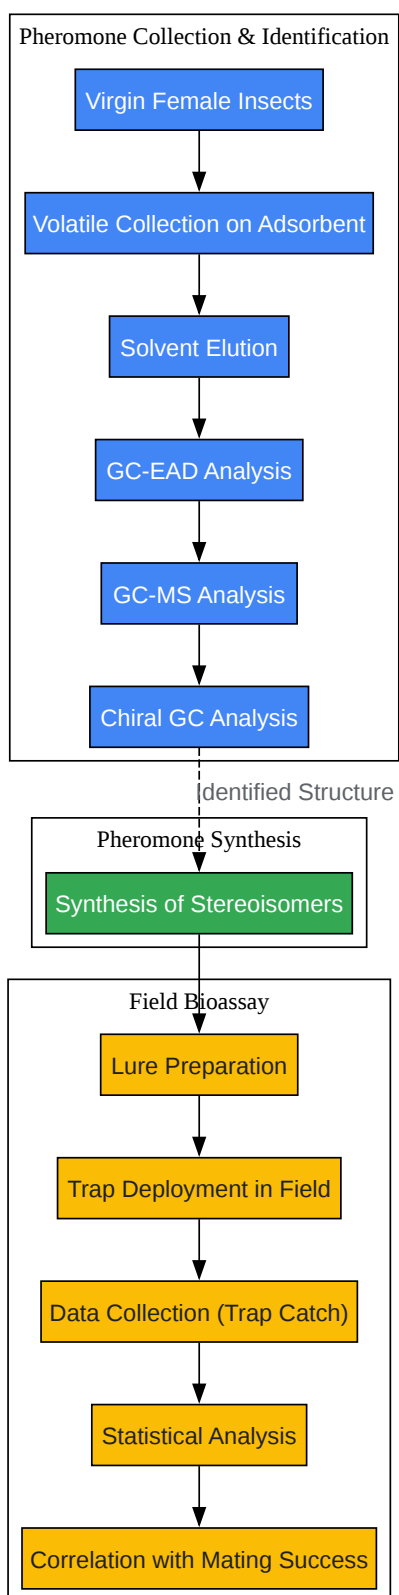 Pheromone Collection & Identification
Virgin Female Insects
Volatile Collection on Adsorbent
Solvent Elution
GC-EAD Analysis
GC-MS Analysis
Chiral GC Analysis
Identified Structure
Pheromone Synthesis
Synthesis of Stereoisomers
Field Bioassay
Lure Preparation
Trap Deployment in Field
Data Collection (Trap Catch)
Statistical Analysis
Correlation with Mating Success